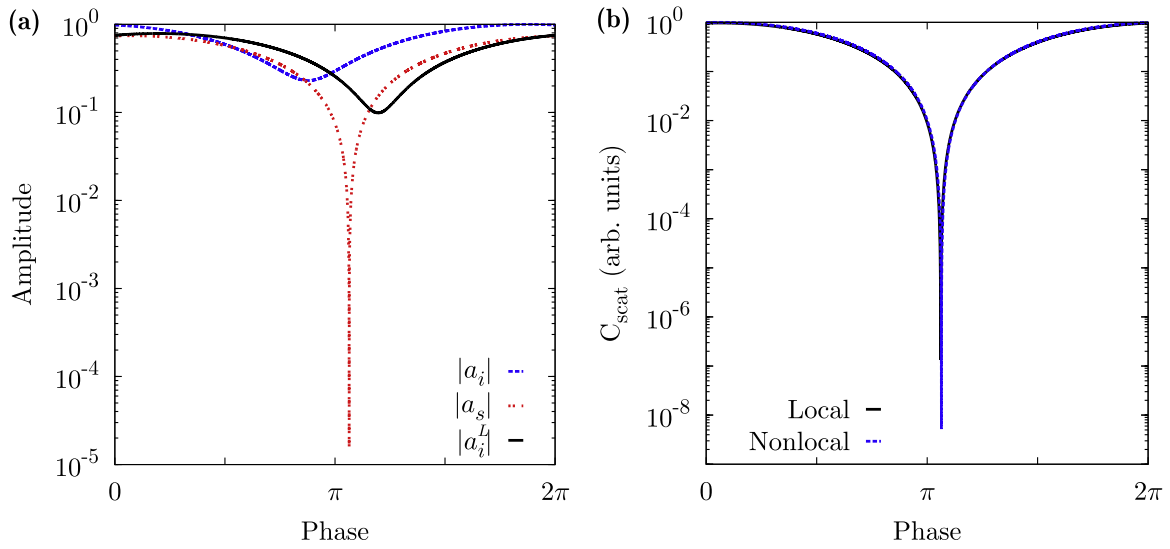 (a)
10^0
10^-1
10^-2
10^-3
10^-4
10^-5
Amplitude
|a_i|
|a_s|
|a_i^L|
0
π
2π
Phase
(b)
10^0
10^-2
10^-4
10^-6
10^-8
C_scat (arb. units)
Local
Nonlocal
0
π
2π
Phase